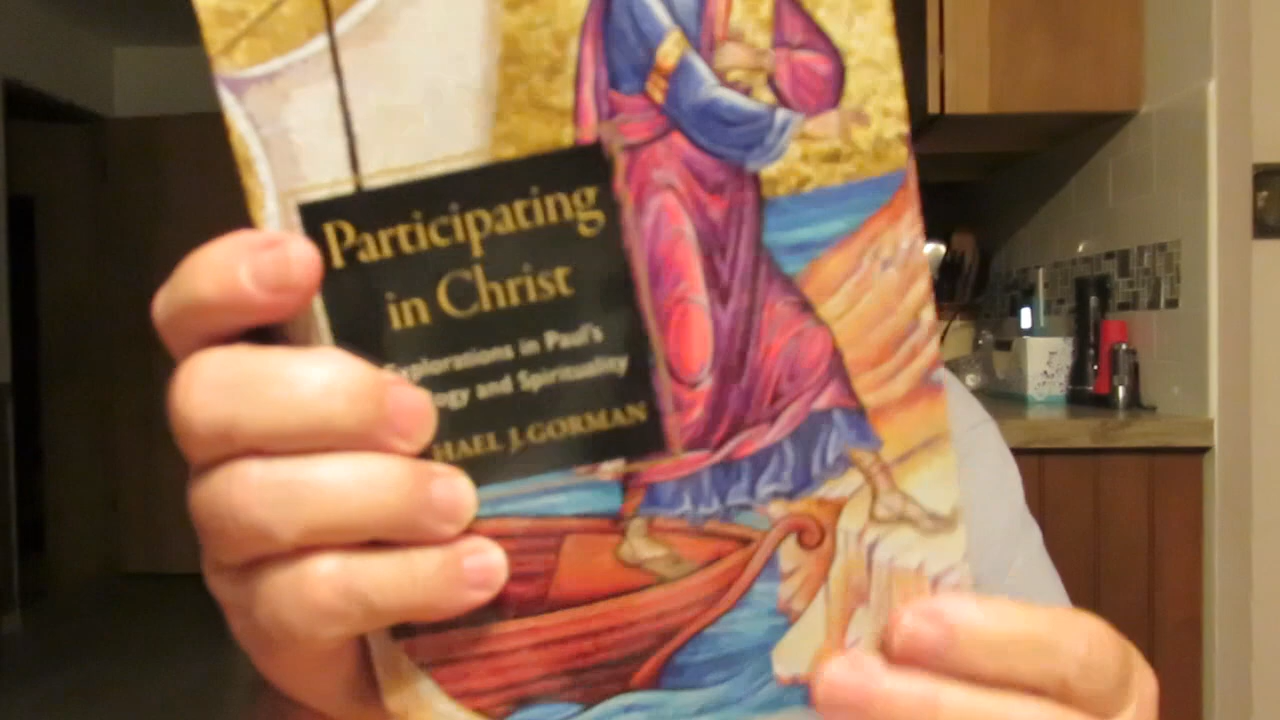 Participating
in Christ
Explorations in Paul's
ogy and Spirituality
HAEL J. GORMAN